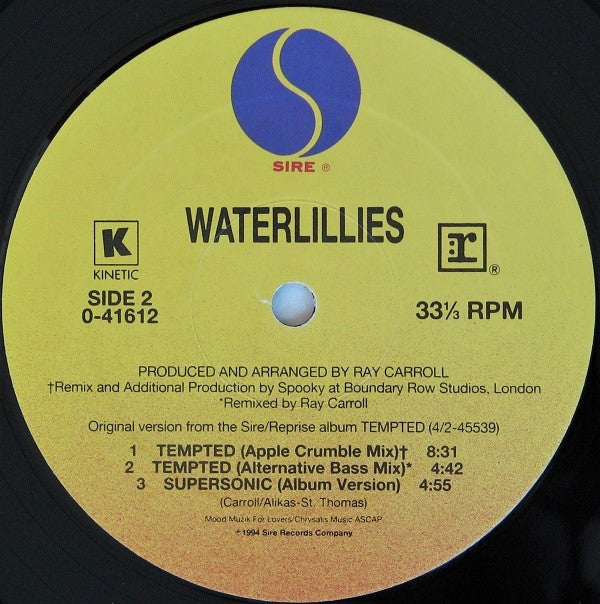 SIRE ®
WATERLILLIES
K
KINETIC
r ®
SIDE 2
0-41612
33⅓ RPM
PRODUCED AND ARRANGED BY RAY CARROLL
†Remix and Additional Production by Spooky at Boundary Row Studios, London
*Remixed by Ray Carroll
Original version from the Sire/Reprise album TEMPTED (4/2-45539)
1 TEMPTED (Apple Crumble Mix)† 8:31
2 TEMPTED (Alternative Bass Mix)* 4:42
3 SUPERSONIC (Album Version) 4:55
(Carroll/Alikas-St. Thomas)
Mood Muzik For Lovers/Chrysalis Music ASCAP
℗1994 Sire Records Company